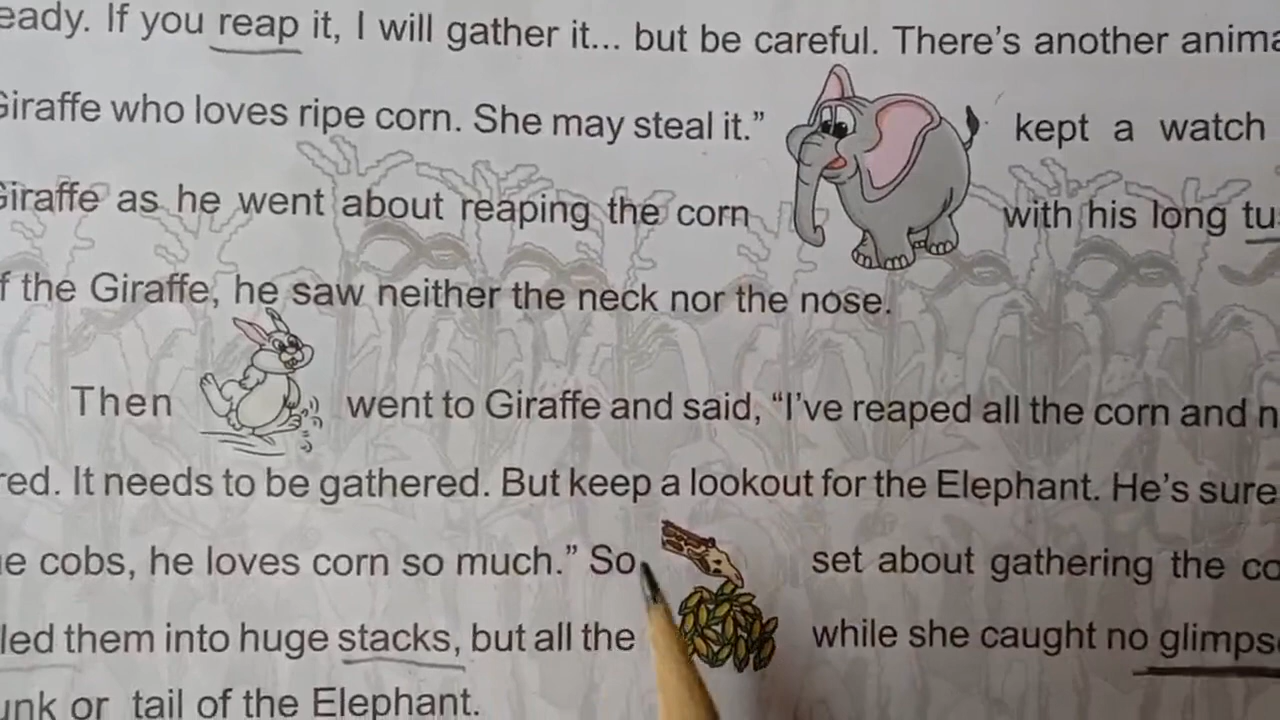 eady. If you reap it, I will gather it... but be careful. There's another anima
Giraffe who loves ripe corn. She may steal it." kept a watch
Giraffe as he went about reaping the corn with his long tu
f the Giraffe, he saw neither the neck nor the nose.
Then went to Giraffe and said, "I've reaped all the corn and n
red. It needs to be gathered. But keep a lookout for the Elephant. He's sure
e cobs, he loves corn so much." So set about gathering the co
led them into huge stacks, but all the while she caught no glimps
unk or tail of the Elephant.